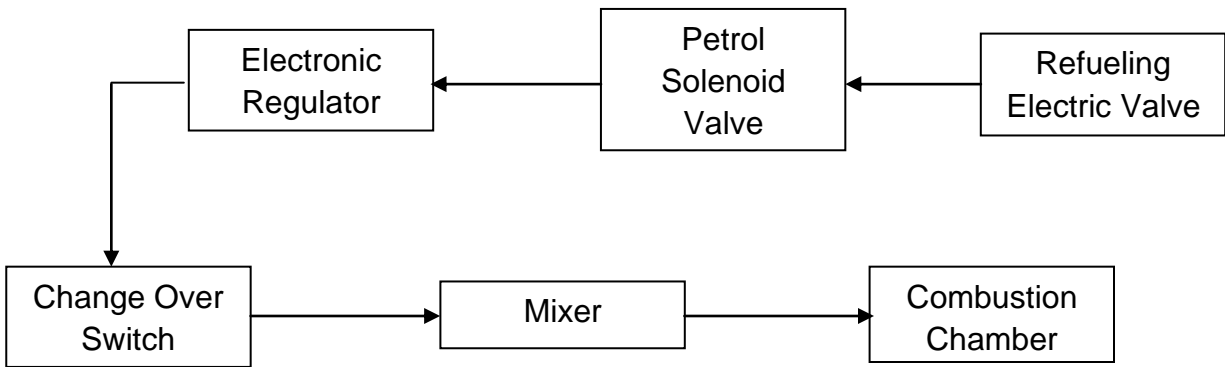 Electronic
Regulator
Petrol
Solenoid
Valve
Refueling
Electric Valve
Change Over
Switch
Mixer
Combustion
Chamber